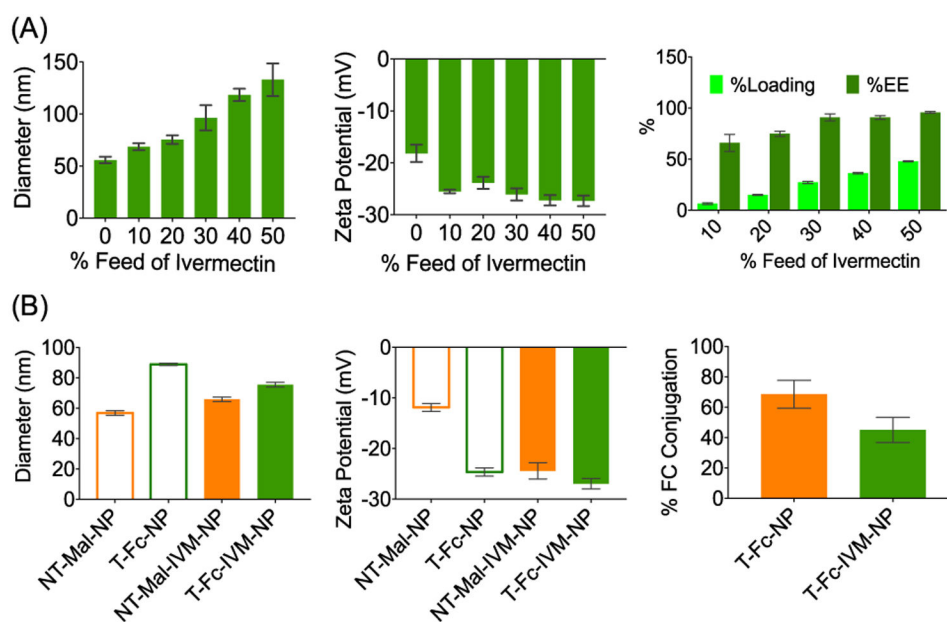 (A)
Diameter (nm)
150
100
50
0
0 10 20 30 40 50
% Feed of Ivermectin
Zeta Potential (mV)
0
-10
-20
-30
0 10 20 30 40 50
% Feed of Ivermectin
%
150
100
50
0
%Loading %EE
10 20 30 40 50
% Feed of Ivermectin
(B)
Diameter (nm)
100
80
60
40
20
0
NT-Mal-NP
T-Fc-NP
NT-Mal-IVM-NP
T-Fc-IVM-NP
Zeta Potential (mV)
0
-10
-20
-30
NT-Mal-NP
T-Fc-NP
NT-Mal-IVM-NP
T-Fc-IVM-NP
% FC Conjugation
100
80
60
40
20
0
T-Fc-NP
T-Fc-IVM-NP